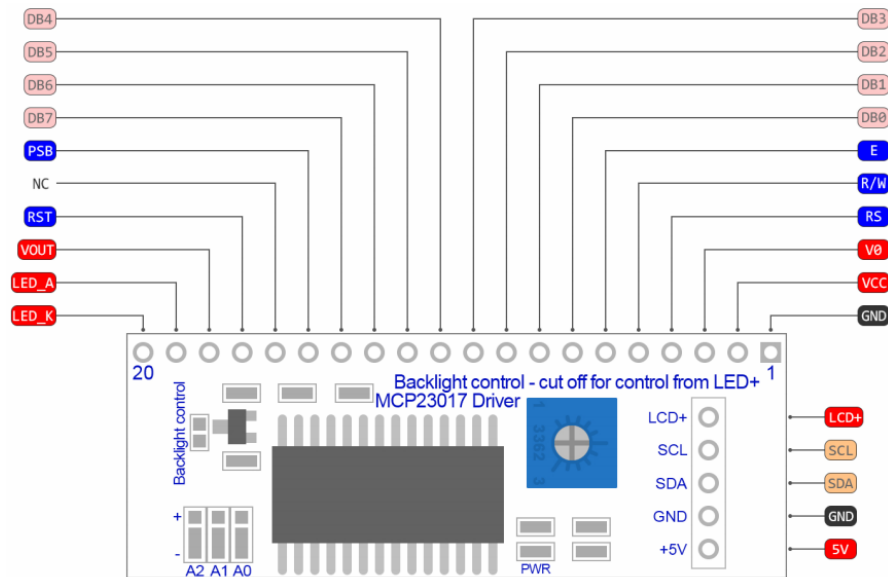 DB4 DB3
DB5 DB2
DB6 DB1
DB7 DB0
PSB E
NC R/W
RST RS
VOUT V0
LED_A VCC
LED_K GND
20 1
Backlight control - cut off for control from LED+
MCP23017 Driver
Backlight control
1
3362
3
LCD+ LCD+
SCL SCL
SDA SDA
GND GND
+5V 5V
+
-
A2 A1 A0
PWR